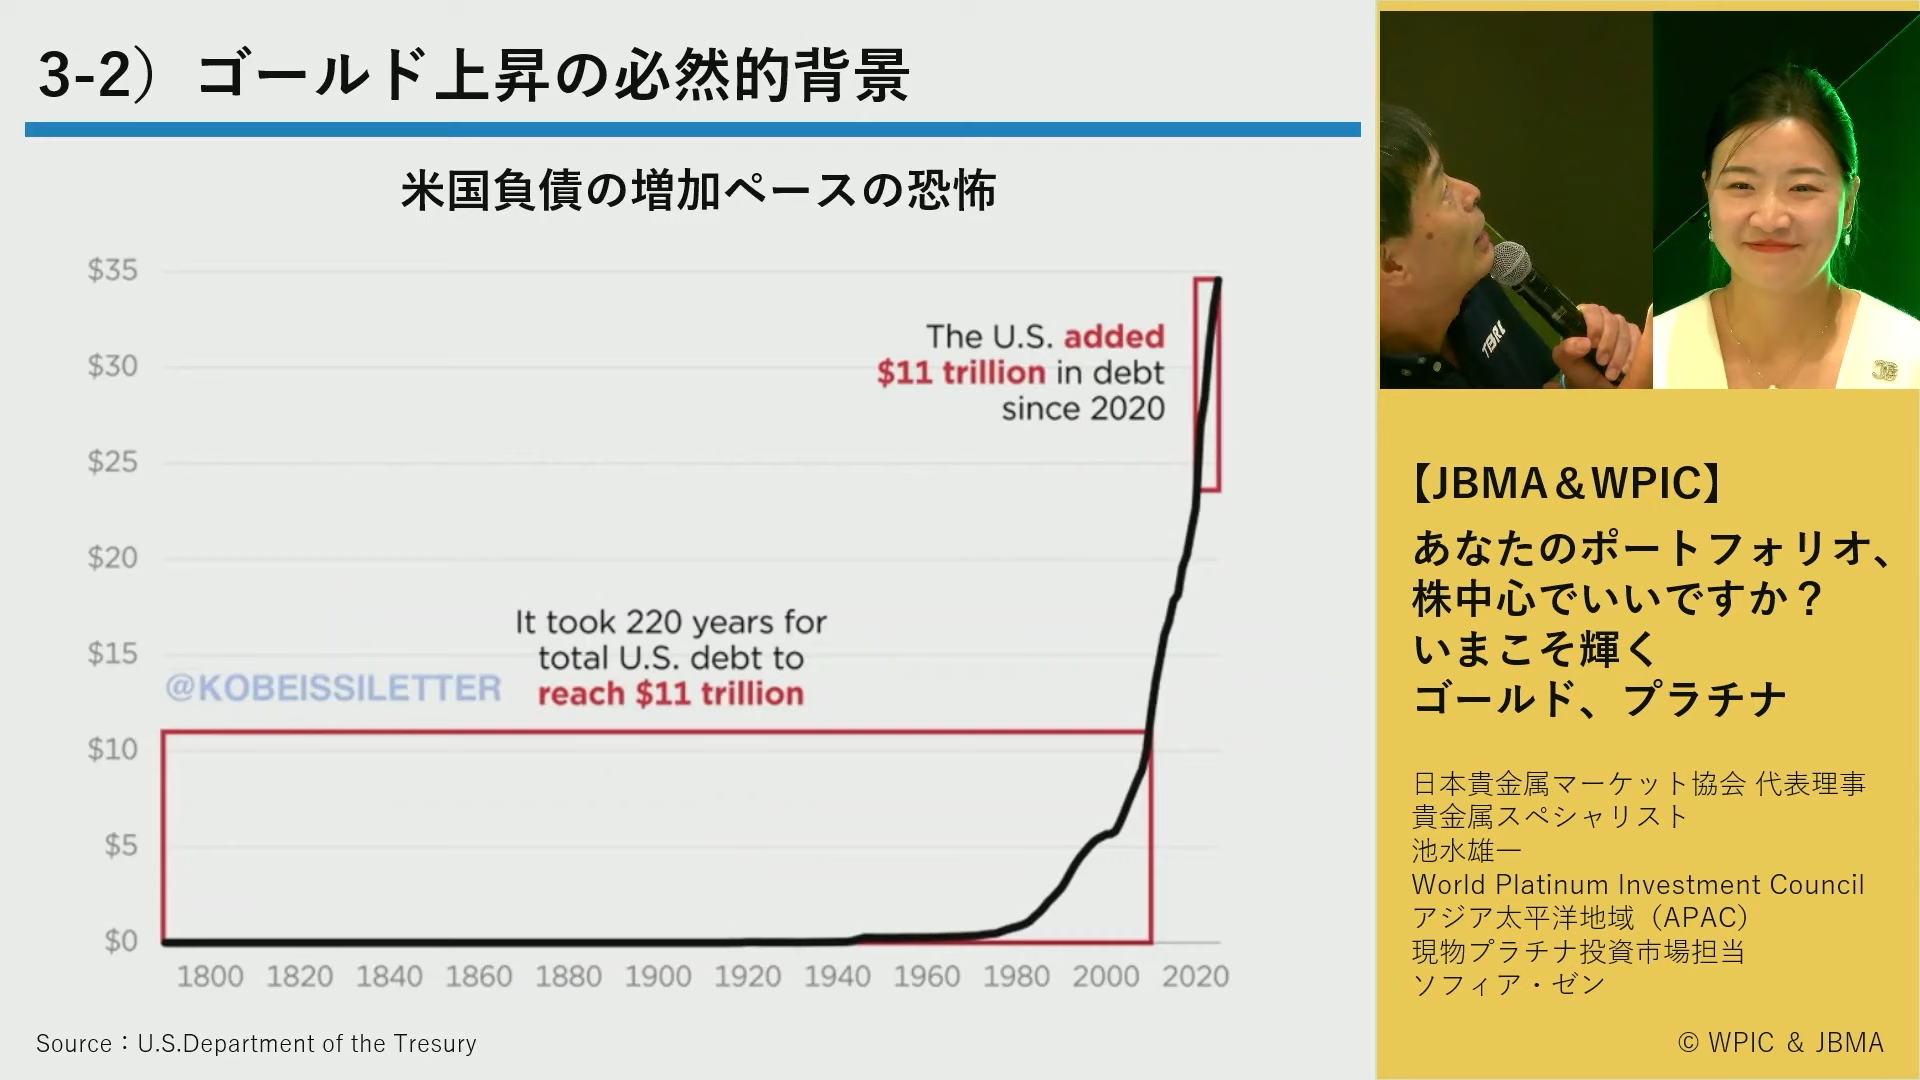 3-2）ゴールド上昇の必然的背景
米国負債の増加ペースの恐怖
$35
$30
$25
$20
$15
$10
$5
$0
The U.S. added
$11 trillion in debt
since 2020
It took 220 years for
total U.S. debt to
reach $11 trillion
@KOBEISSILETTER
1800 1820 1840 1860 1880 1900 1920 1940 1960 1980 2000 2020
Source：U.S.Department of the Tresury
TBRI
【JBMA＆WPIC】
あなたのポートフォリオ、
株中心でいいですか？
いまこそ輝く
ゴールド、プラチナ
日本貴金属マーケット協会 代表理事
貴金属スペシャリスト
池水雄一
World Platinum Investment Council
アジア太平洋地域（APAC）
現物プラチナ投資市場担当
ソフィア・ゼン
© WPIC ＆ JBMA